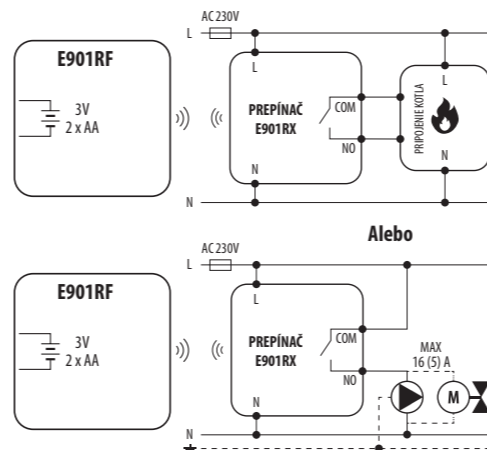 AC 230V
L
E901RF
L
L
3V
2 x AA
PREPÍNAČ
E901RX
COM
NO
PRIPOJENIE KOTLA
N
N
N
Alebo
AC 230V
L
E901RF
L
3V
2 x AA
PREPÍNAČ
E901RX
COM
NO
MAX
16 (5) A
M
N
N